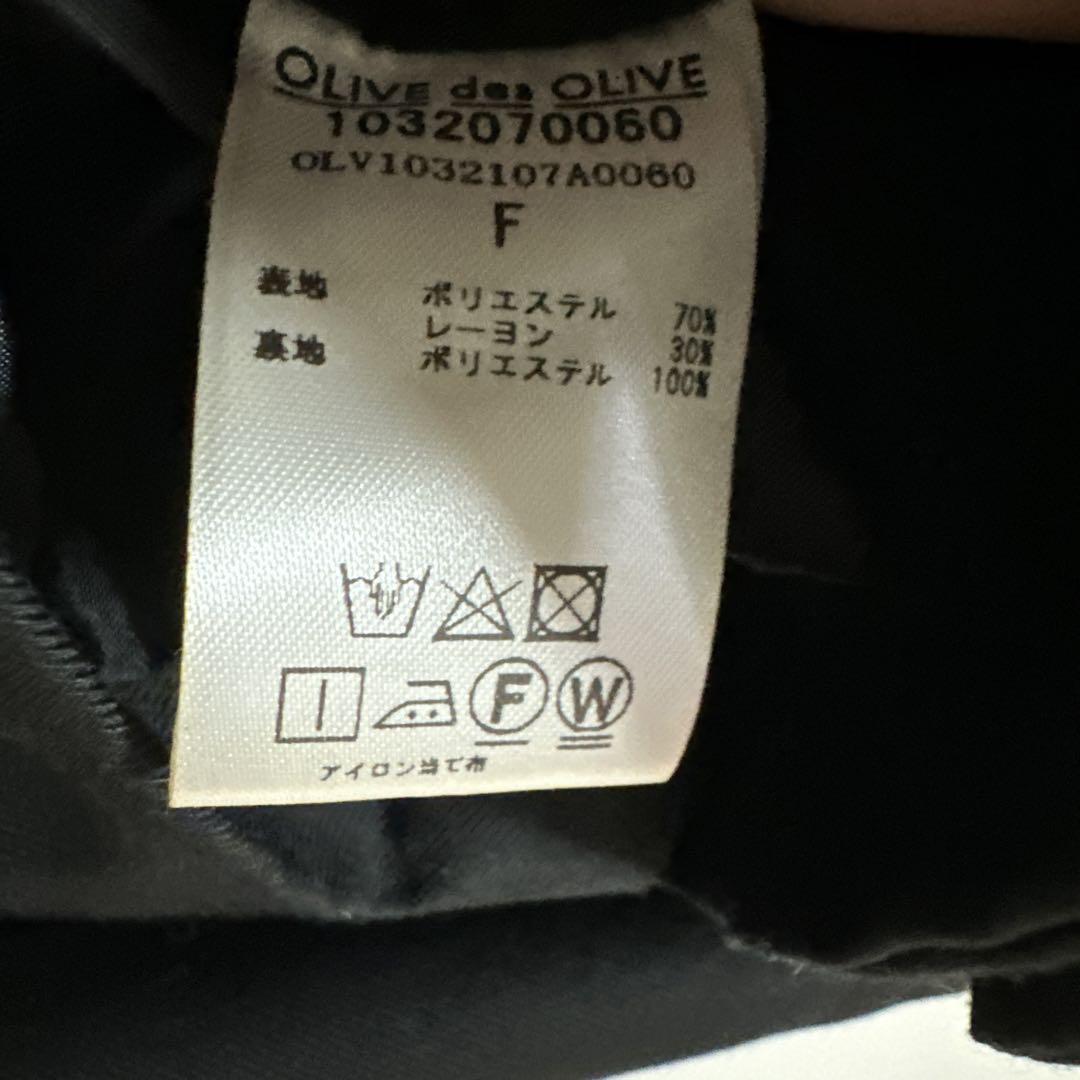 OLIVE des OLIVE
1032070060
OLV1032107A0060
F
表地 ポリエステル 70%
レーヨン 30%
裏地 ポリエステル 100%
F W
アイロン当て布